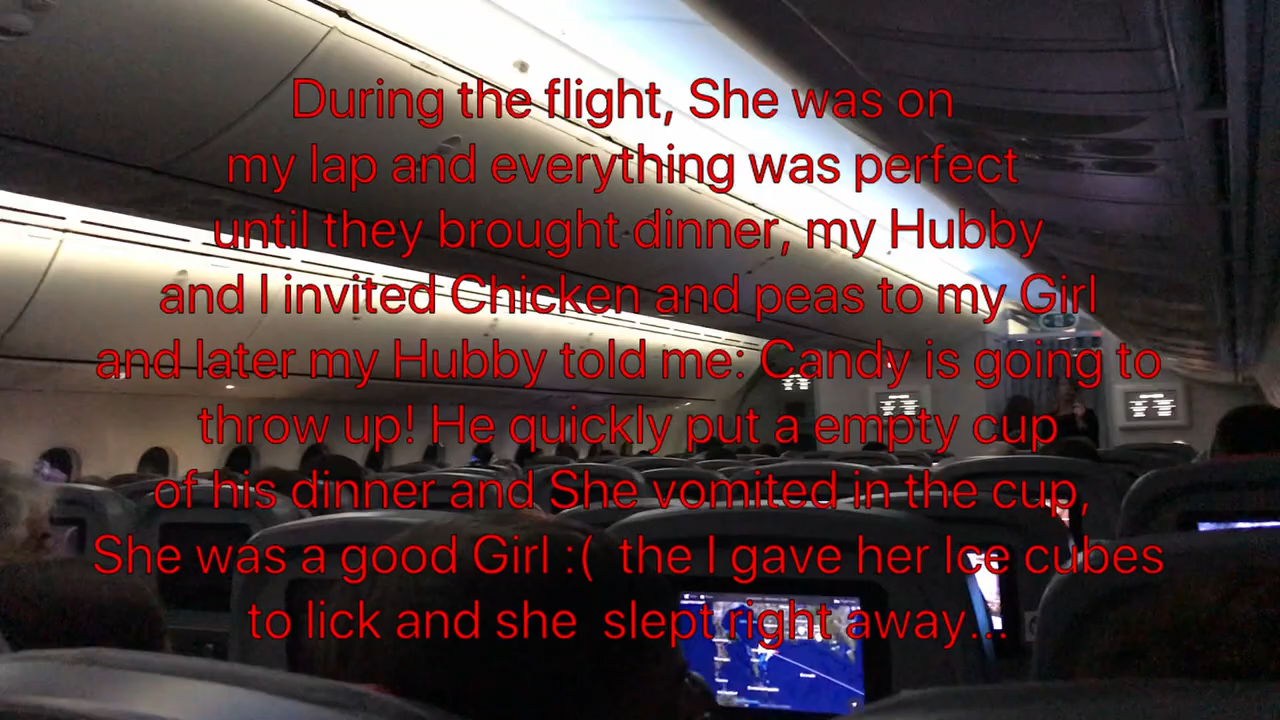 During the flight, She was on
my lap and everything was perfect
until they brought dinner, my Hubby
and I invited Chicken and peas to my Girl
and later my Hubby told me: Candy is going to
throw up! He quickly put a empty cup
of his dinner and She vomited in the cup,
She was a good Girl :(  the I gave her Ice cubes
to lick and she  slept right away...